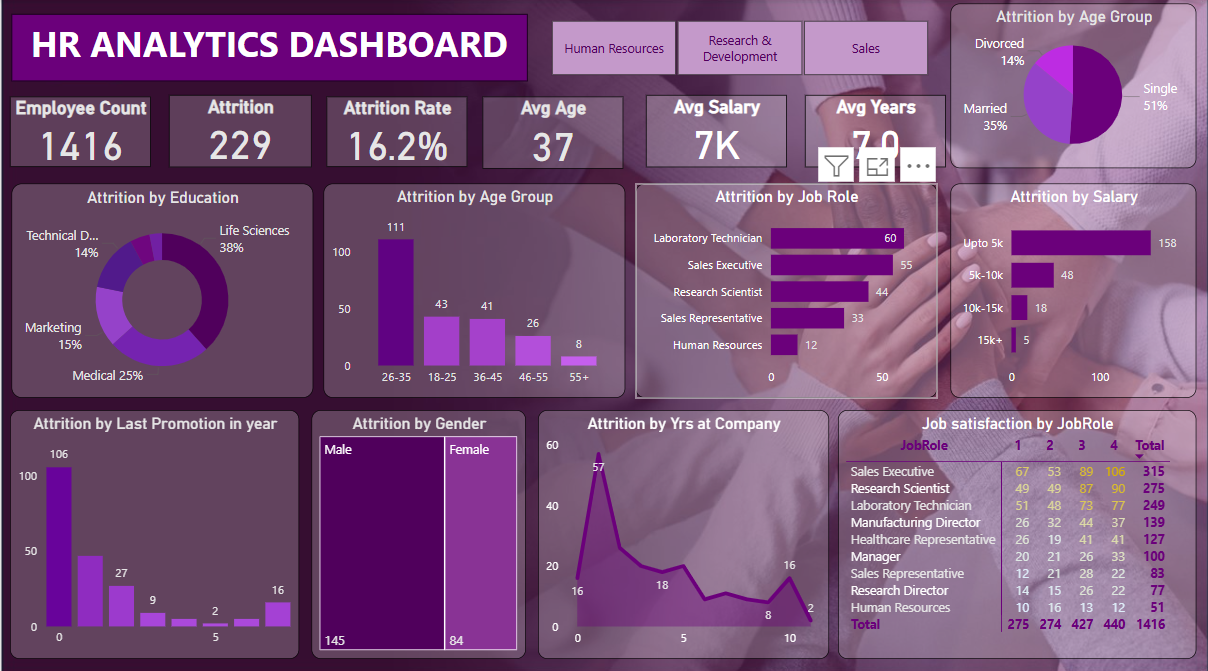 HR ANALYTICS DASHBOARD
Human Resources
Research &
Development
Sales
Employee Count
1416
Attrition
229
Attrition Rate
16.2%
Avg Age
37
Avg Salary
7K
Avg Years
7.0
Attrition by Age Group
Divorced
14%
Married
35%
Single
51%
Attrition by Education
Technical D...
14%
Life Sciences
38%
Marketing
15%
Medical 25%
Attrition by Age Group
111
100
43
41
50
26
8
0
26-35 18-25 36-45 46-55 55+
Attrition by Job Role
Laboratory Technician 60
Sales Executive 55
Research Scientist 44
Sales Representative 33
Human Resources 12
0 50
Attrition by Salary
Upto 5k 158
5k-10k 48
10k-15k 18
15k+ 5
0 100
Attrition by Last Promotion in year
106
100
50
27
9
2
16
0
0 5
Attrition by Gender
Male Female
145 84
Attrition by Yrs at Company
60
57
40
20
16
18
8
16
2
0
0 5 10
Job satisfaction by JobRole
JobRole 1 2 3 4 Total
Sales Executive 67 53 89 106 315
Research Scientist 49 49 87 90 275
Laboratory Technician 51 48 73 77 249
Manufacturing Director 26 32 44 37 139
Healthcare Representative 26 19 41 41 127
Manager 20 21 26 33 100
Sales Representative 12 21 28 22 83
Research Director 14 15 26 22 77
Human Resources 10 16 13 12 51
Total 275 274 427 440 1416